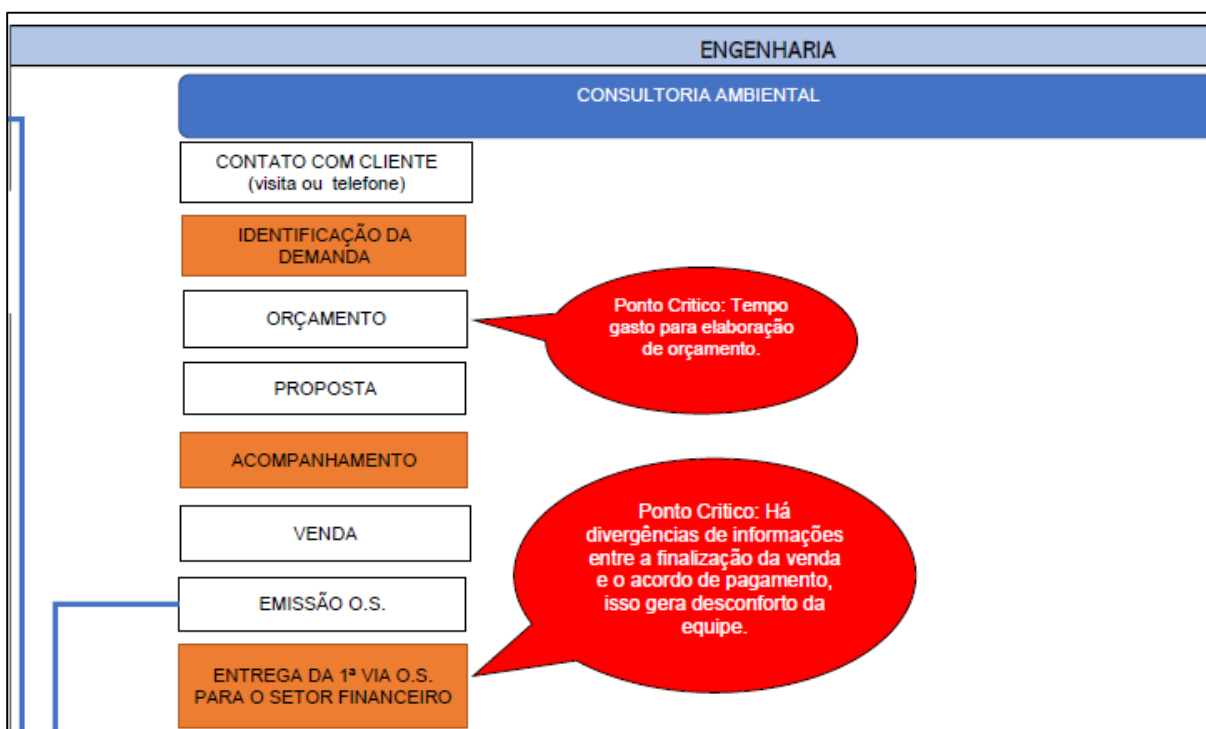 ENGENHARIA
CONSULTORIA AMBIENTAL
CONTATO COM CLIENTE
(visita ou telefone)
IDENTIFICAÇÃO DA
DEMANDA
ORÇAMENTO
Ponto Critico: Tempo
gasto para elaboração
de orçamento.
PROPOSTA
ACOMPANHAMENTO
VENDA
EMISSÃO O.S.
Ponto Critico: Há
divergências de informações
entre a finalização da venda
e o acordo de pagamento,
isso gera desconforto da
equipe.
ENTREGA DA 1ª VIA O.S.
PARA O SETOR FINANCEIRO